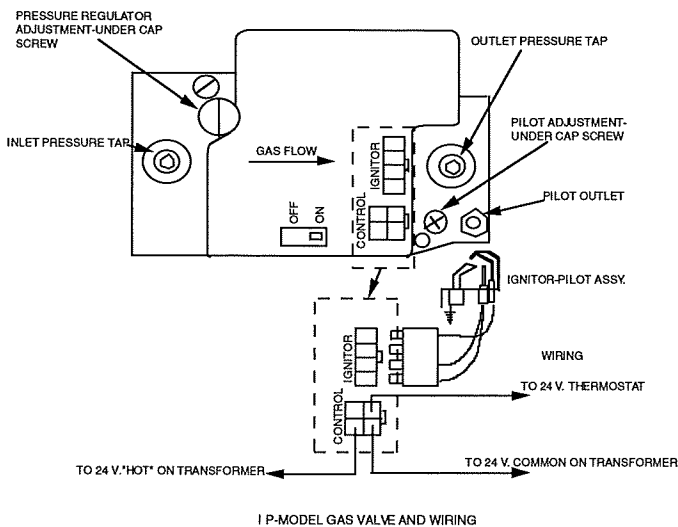 PRESSURE REGULATOR
ADJUSTMENT-UNDER CAP
SCREW
OUTLET PRESSURE TAP
PILOT ADJUSTMENT-
UNDER CAP SCREW
INLET PRESSURE TAP
GAS FLOW
IGNITOR
PILOT OUTLET
OFF
ON
CONTROL
IGNITOR-PILOT ASSY.
IGNITOR
WIRING
TO 24 V. THERMOSTAT
CONTROL
TO 24 V."HOT" ON TRANSFORMER
TO 24 V. COMMON ON TRANSFORMER
I P-MODEL GAS VALVE AND WIRING